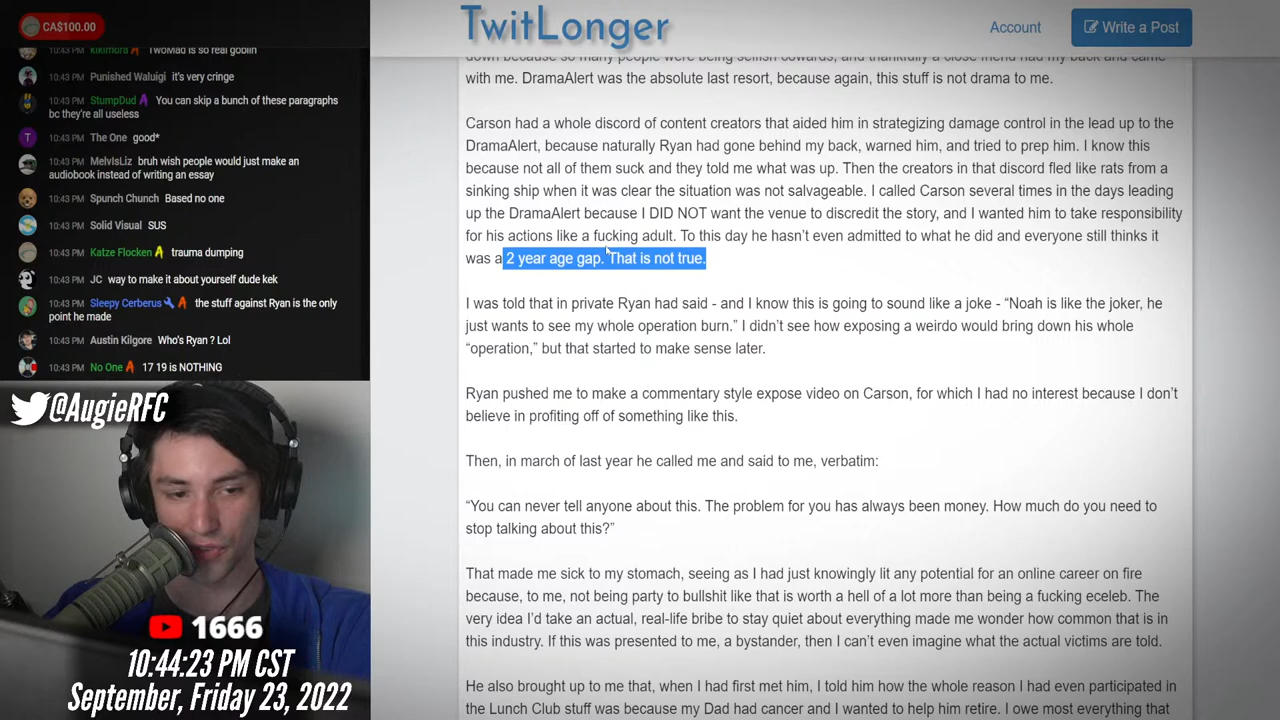 CA$100.00
10:43 PM kikimora TwoMad is so real goblin
10:43 PM Punished Waluigi it's very cringe
10:43 PM StumpDud You can skip a bunch of these paragraphs
bc they're all useless
10:43 PM The One good*
10:43 PM MelvIsLiz bruh wish people would just make an
audiobook instead of writing an essay
10:43 PM Spunch Chunch Based no one
10:43 PM Solid Visual SUS
10:43 PM Katze Flocken trauma dumping
10:43 PM JC way to make it about yourself dude kek
10:43 PM Sleepy Cerberus the stuff against Ryan is the only
point he made
10:43 PM Austin Kilgore Who's Ryan ? Lol
10:43 PM No One 17 19 is NOTHING
@AugieRFC
1666
10:44:23 PM CST
September, Friday 23, 2022
TwitLonger
Account
Write a Post
down because so many people were being selfish cowards, and thankfully a close friend had my back and came
with me. DramaAlert was the absolute last resort, because again, this stuff is not drama to me.
Carson had a whole discord of content creators that aided him in strategizing damage control in the lead up to the
DramaAlert, because naturally Ryan had gone behind my back, warned him, and tried to prep him. I know this
because not all of them suck and they told me what was up. Then the creators in that discord fled like rats from a
sinking ship when it was clear the situation was not salvagable. I called Carson several times in the days leading
up the DramaAlert because I DID NOT want the venue to discredit the story, and I wanted him to take responsibility
for his actions like a fucking adult. To this day he hasn't even admitted to what he did and everyone still thinks it
was a 2 year age gap. That is not true.
I was told that in private Ryan had said - and I know this is going to sound like a joke - “Noah is like the joker, he
just wants to see my whole operation burn.” I didn't see how exposing a weirdo would bring down his whole
“operation,” but that started to make sense later.
Ryan pushed me to make a commentary style expose video on Carson, for which I had no interest because I don't
believe in profiting off of something like this.
Then, in march of last year he called me and said to me, verbatim:
“You can never tell anyone about this. The problem for you has always been money. How much do you need to
stop talking about this?”
That made me sick to my stomach, seeing as I had just knowingly lit any potential for an online career on fire
because, to me, not being party to bullshit like that is worth a hell of a lot more than being a fucking eceleb. The
very idea I'd take an actual, real-life bribe to stay quiet about everything made me wonder how common that is in
this industry. If this was presented to me, a bystander, then I can't even imagine what the actual victims are told.
He also brought up to me that, when I had first met him, I told him how the whole reason I had even participated in
the Lunch Club stuff was because my Dad had cancer and I wanted to help him retire. I owe most everything that